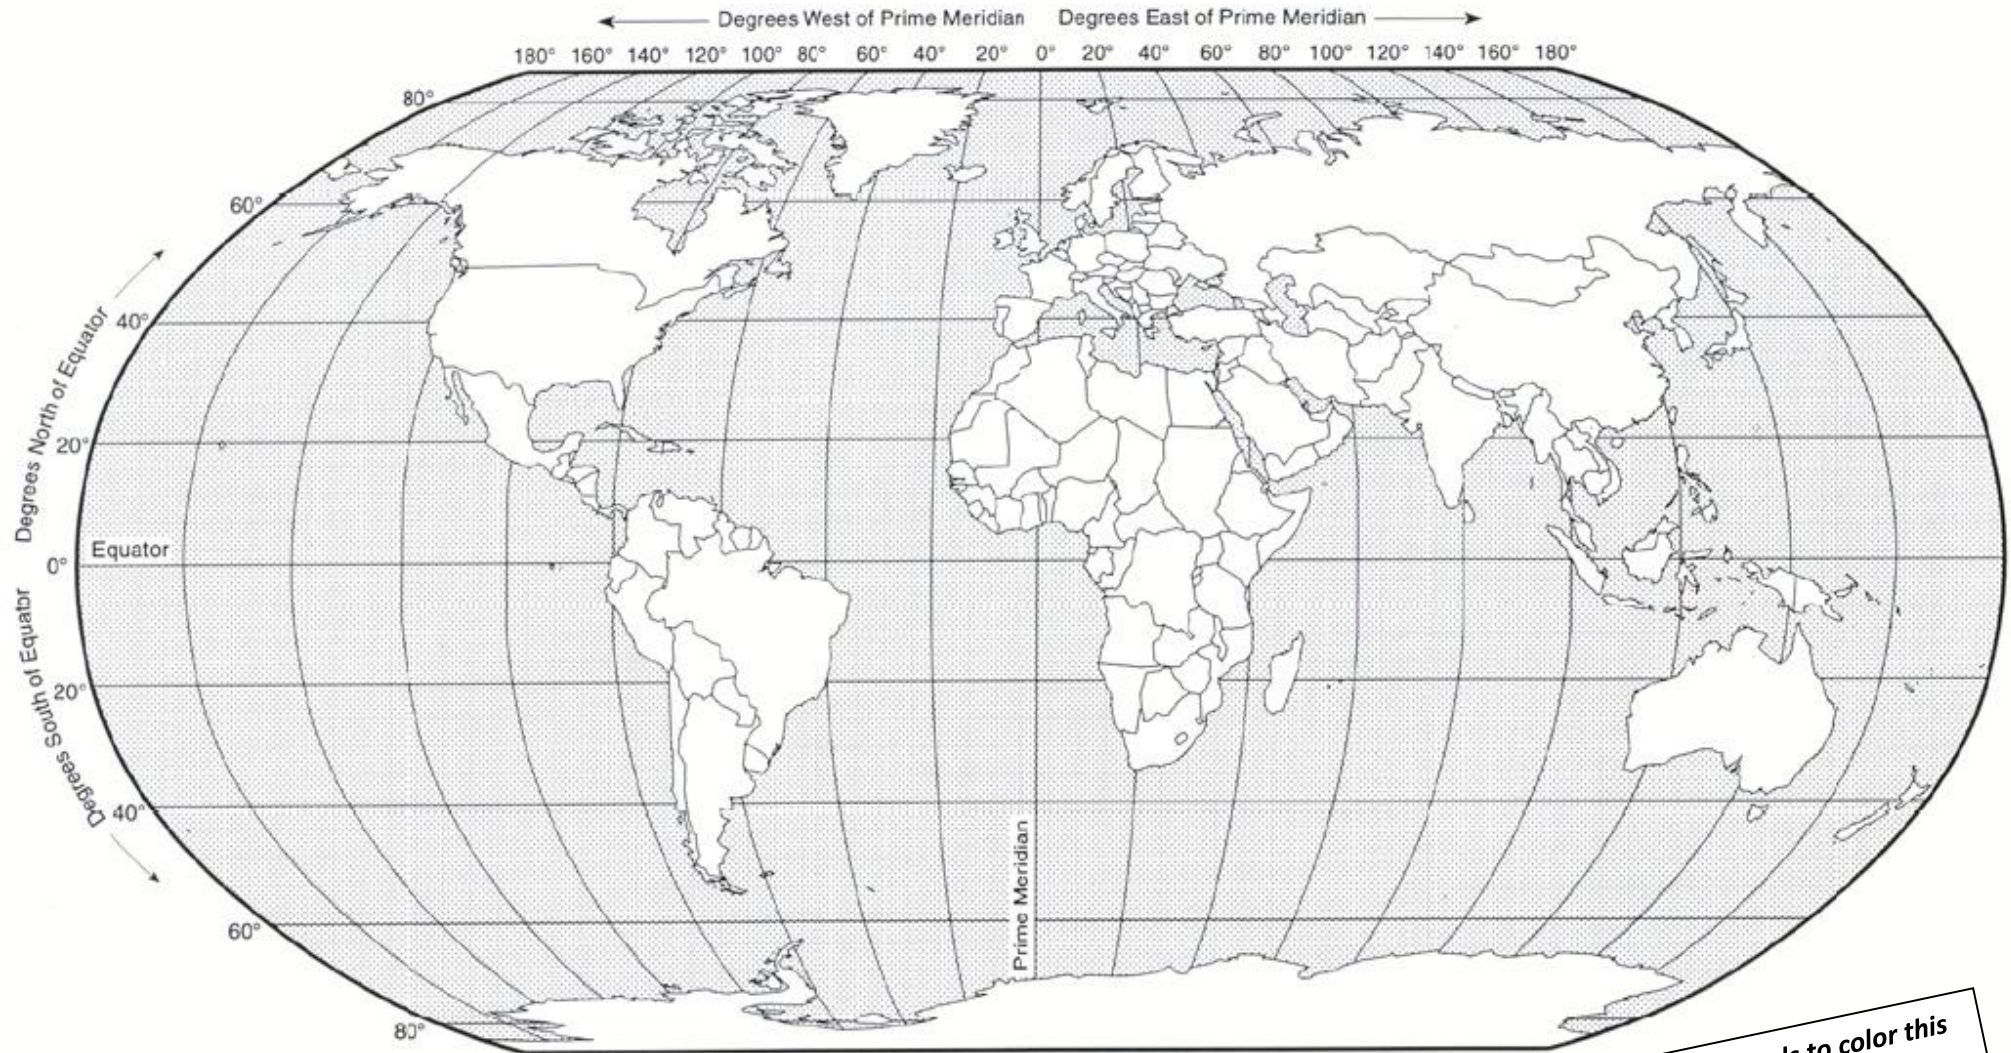 Degrees West of Prime Meridian Degrees East of Prime Meridian
180° 160° 140° 120° 100° 80° 60° 40° 20° 0° 20° 40° 60° 80° 100° 120° 140° 160° 180°
80°
60°
40°
20°
Equator
0°
20°
40°
60°
80°
Degrees North of Equator
Degrees South of Equator
Prime Meridian
to color this